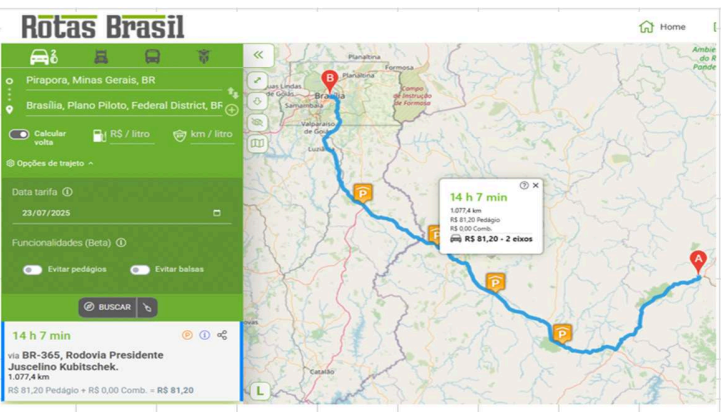 Rotas Brasil
Home
Pirapora, Minas Gerais, BR
Brasília, Plano Piloto, Federal District, BF
Calcular volta
R$ / litro
km / litro
Opções de trajeto
Data tarifa
23/07/2025
Funcionalidades (Beta)
Evitar pedágios
Evitar balsas
BUSCAR
14 h 7 min
via BR-365, Rodovia Presidente
Juscelino Kubitschek.
1.077,4 km
R$ 81,20 Pedágio + R$ 0,00 Comb. = R$ 81,20
Planaltina
Formosa
Planaltina
B
Brasília
Samambaia
Campo
de Instrução
de Formosa
Valparaíso
de Goiás
Luziânia
P
P
P
P
14 h 7 min
1.077,4 km
R$ 81,20 Pedágio
R$ 0,00 Comb.
R$ 81,20 - 2 eixos
A
Catalão
L